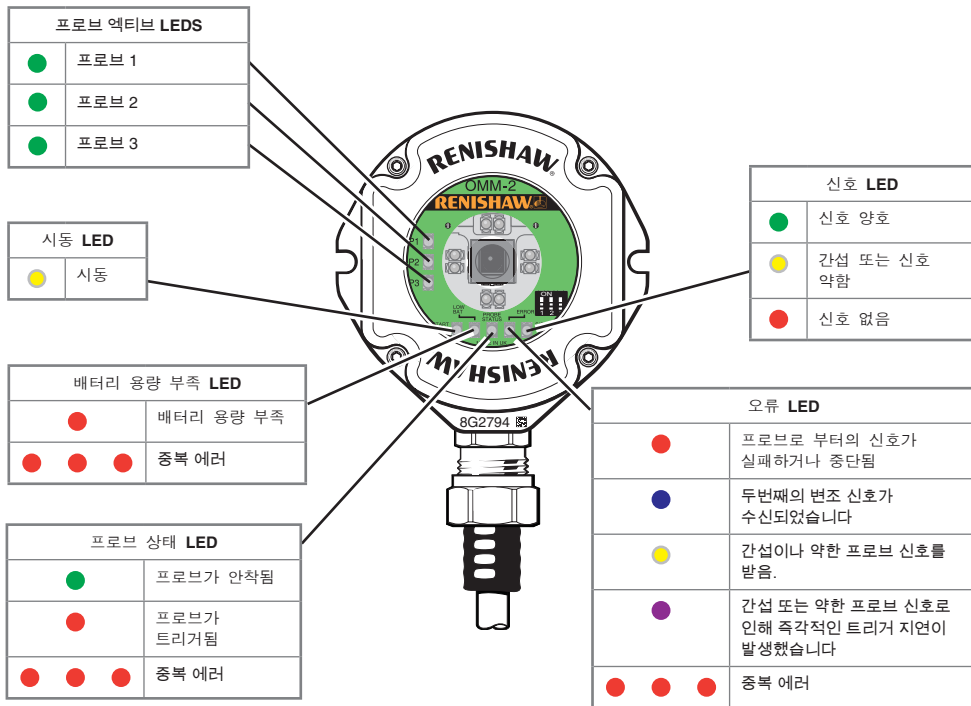 프로브 엑티브 LEDS
프로브 1
프로브 2
프로브 3
시동 LED
시동
배터리 용량 부족 LED
배터리 용량 부족
중복 에러
프로브 상태 LED
프로브가 안착됨
프로브가
트리거됨
중복 에러
RENISHAW
OMM-2
RENISHAW
P1
P2
P3
ON
1 2
LOW
BAT
PROBE
STATUS
ERROR
START
IN UK
RENISHAW
8G2794
신호 LED
신호 양호
간섭 또는 신호
약함
신호 없음
오류 LED
프로브로 부터의 신호가
실패하거나 중단됨
두번째의 변조 신호가
수신되었습니다
간섭이나 약한 프로브 신호를
받음.
간섭 또는 약한 프로브 신호로
인해 즉각적인 트리거 지연이
발생했습니다
중복 에러